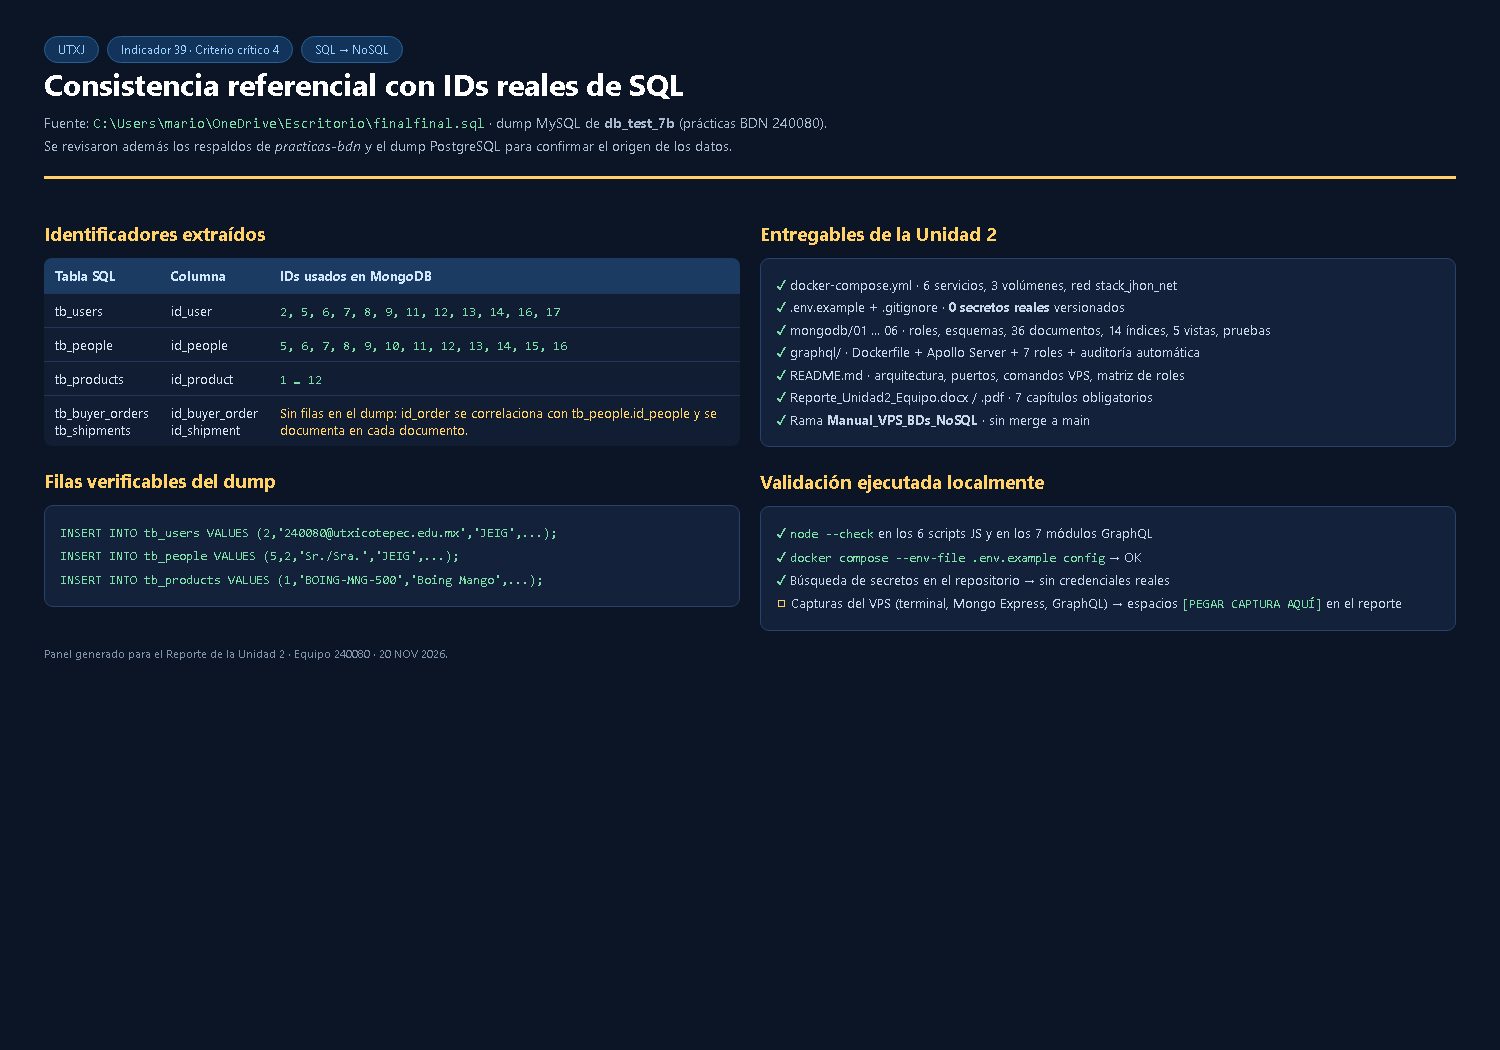 UTXJ
Indicador 39 · Criterio crítico 4
SQL → NoSQL
Consistencia referencial con IDs reales de SQL
Fuente: C:\Users\mario\OneDrive\Escritorio\finalfinal.sql · dump MySQL de db_test_7b (prácticas BDN 240080).
Se revisaron además los respaldos de practicas-bdn y el dump PostgreSQL para confirmar el origen de los datos.
Identificadores extraídos
Tabla SQL Columna IDs usados en MongoDB
tb_users id_user 2, 5, 6, 7, 8, 9, 11, 12, 13, 14, 16, 17
tb_people id_people 5, 6, 7, 8, 9, 10, 11, 12, 13, 14, 15, 16
tb_products id_product 1 … 12
tb_buyer_orders id_buyer_order Sin filas en el dump: id_order se correlaciona con tb_people.id_people y se
tb_shipments id_shipment documenta en cada documento.
Filas verificables del dump
INSERT INTO tb_users VALUES (2,'240080@utxicotepec.edu.mx','JEIG',...);
INSERT INTO tb_people VALUES (5,2,'Sr./Sra.','JEIG',...);
INSERT INTO tb_products VALUES (1,'BOING-MNG-500','Boing Mango',...);
Entregables de la Unidad 2
✓ docker-compose.yml · 6 servicios, 3 volúmenes, red stack_jhon_net
✓ .env.example + .gitignore · 0 secretos reales versionados
✓ mongodb/01 … 06 · roles, esquemas, 36 documentos, 14 índices, 5 vistas, pruebas
✓ graphql/ · Dockerfile + Apollo Server + 7 roles + auditoría automática
✓ README.md · arquitectura, puertos, comandos VPS, matriz de roles
✓ Reporte_Unidad2_Equipo.docx / .pdf · 7 capítulos obligatorios
✓ Rama Manual_VPS_BDs_NoSQL · sin merge a main
Validación ejecutada localmente
✓ node --check en los 6 scripts JS y en los 7 módulos GraphQL
✓ docker compose --env-file .env.example config → OK
✓ Búsqueda de secretos en el repositorio → sin credenciales reales
□ Capturas del VPS (terminal, Mongo Express, GraphQL) → espacios [PEGAR CAPTURA AQUÍ] en el reporte
Panel generado para el Reporte de la Unidad 2 · Equipo 240080 · 20 NOV 2026.